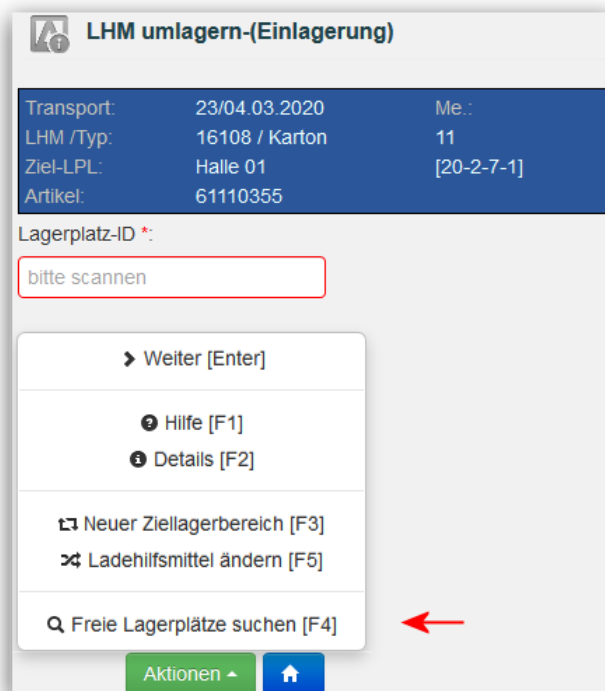 LHM umlagern-(Einlagerung)
Transport: 23/04.03.2020 Me.:
LHM /Typ: 16108 / Karton 11
Ziel-LPL: Halle 01 [20-2-7-1]
Artikel: 61110355
Lagerplatz-ID *:
bitte scannen
Weiter [Enter]
Hilfe [F1]
Details [F2]
Neuer Ziellagerbereich [F3]
Ladehilfsmittel ändern [F5]
Freie Lagerplätze suchen [F4]
Aktionen